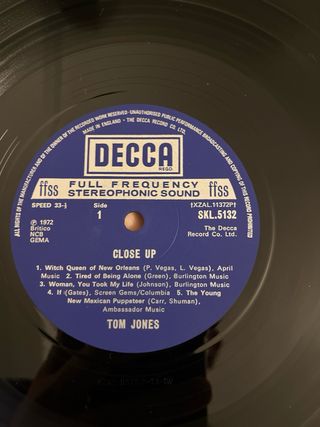 ALL RIGHTS OF THE MANUFACTURER AND OF THE OWNER OF THE RECORDED WORK RESERVED · UNAUTHORISED PUBLIC PERFORMANCE BROADCASTING AND COPYING OF THIS RECORD PROHIBITED
MADE IN ENGLAND · THE DECCA RECORD CO. LTD.
DECCA
REGD.
ffss FULL FREQUENCY STEREOPHONIC SOUND ffss
SPEED 33-⅓ Side 1 (XZAL.11372P)
SKL.5132
℗ 1972
Britico
NCB
GEMA
The Decca
Record Co. Ltd.
CLOSE UP
1. Witch Queen of New Orleans (P. Vegas, L. Vegas), April
Music 2. Tired of Being Alone (Green), Burlington Music
3. Woman, You Took My Life (Johnson), Burlington Music
4. If (Gates), Screen Gems/Columbia 5. The Young
New Mexican Puppeteer (Carr, Shuman),
Ambassador Music
TOM JONES